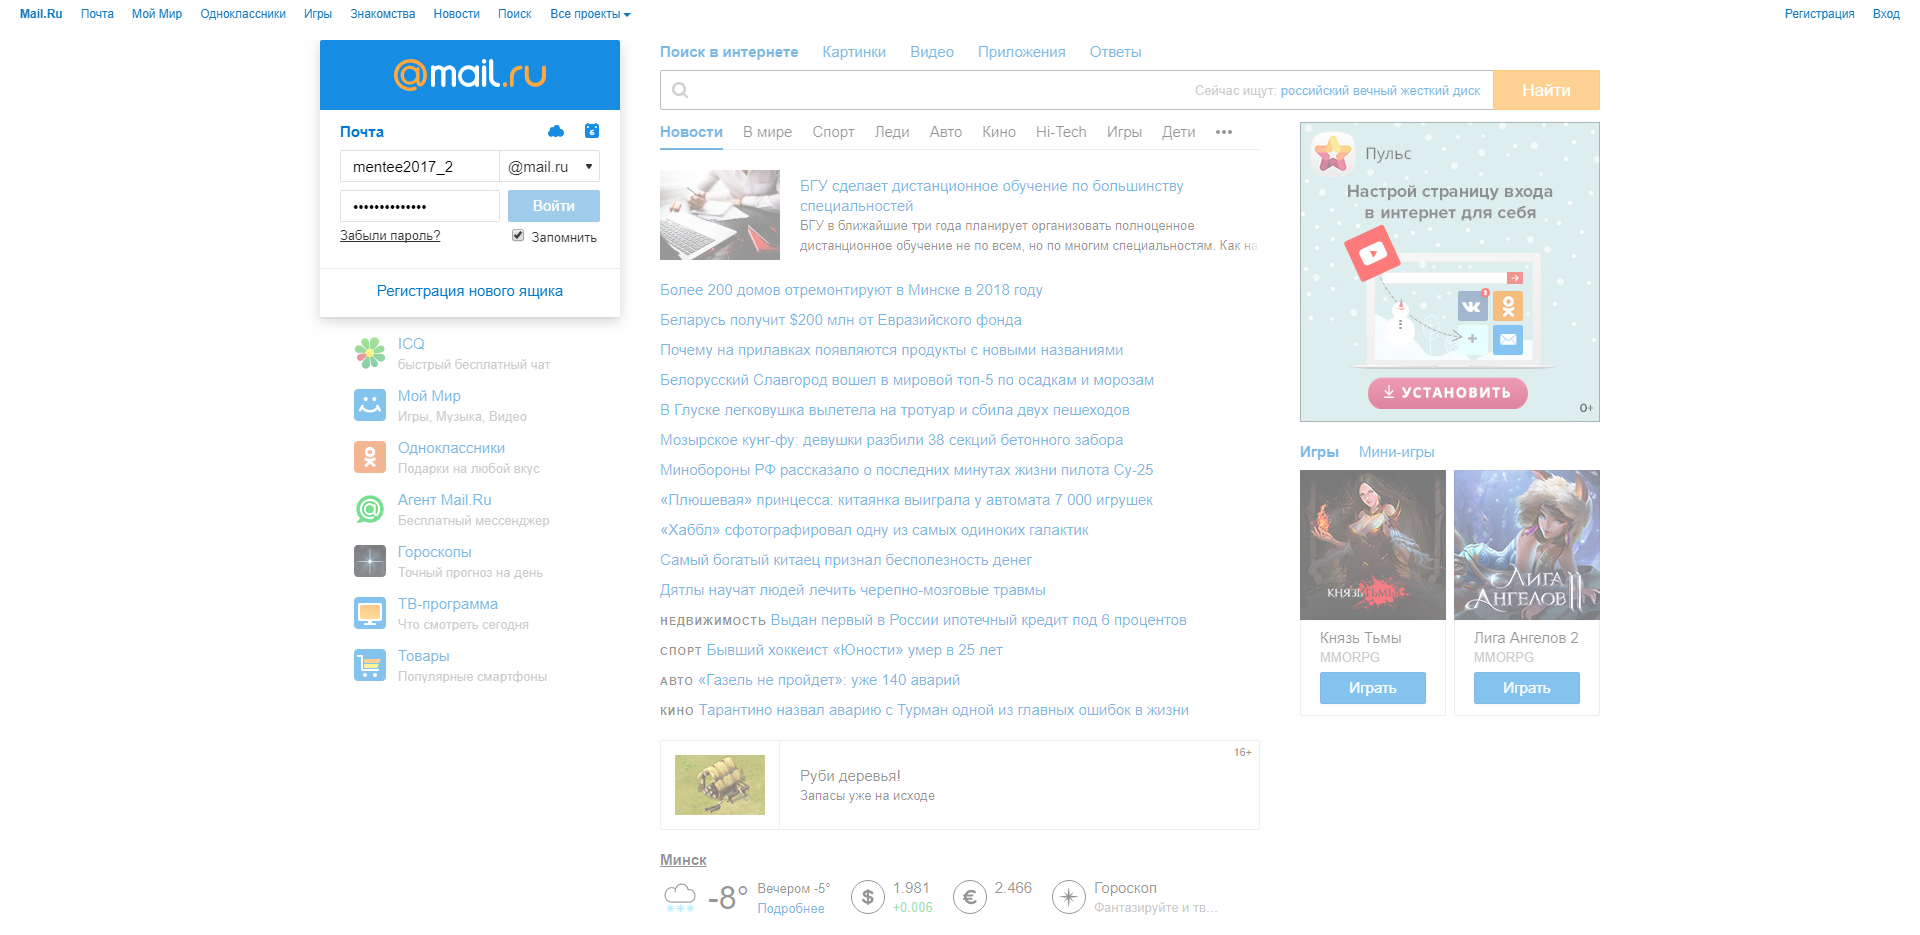 Mail.Ru Почта Мой Мир Одноклассники Игры Знакомства Новости Поиск Все проекты Регистрация Вход
@mail.ru
Почта 6
mentee2017_2 @mail.ru
•••••••••••••• Войти
Забыли пароль? Запомнить
Регистрация нового ящика
ICQ
быстрый бесплатный чат
Мой Мир
Игры, Музыка, Видео
Одноклассники
Подарки на любой вкус
Агент Mail.Ru
Бесплатный мессенджер
Гороскопы
Точный прогноз на день
ТВ-программа
Что смотреть сегодня
Товары
Популярные смартфоны
Поиск в интернете Картинки Видео Приложения Ответы
Сейчас ищут: российский вечный жесткий диск Найти
Новости В мире Спорт Леди Авто Кино Hi-Tech Игры Дети •••
БГУ сделает дистанционное обучение по большинству
специальностей
БГУ в ближайшие три года планирует организовать полноценное
дистанционное обучение не по всем, но по многим специальностям. Как на
Более 200 домов отремонтируют в Минске в 2018 году
Беларусь получит $200 млн от Евразийского фонда
Почему на прилавках появляются продукты с новыми названиями
Белорусский Славгород вошел в мировой топ-5 по осадкам и морозам
В Глуске легковушка вылетела на тротуар и сбила двух пешеходов
Мозырское кунг-фу: девушки разбили 38 секций бетонного забора
Минобороны РФ рассказало о последних минутах жизни пилота Су-25
«Плюшевая» принцесса: китаянка выиграла у автомата 7 000 игрушек
«Хаббл» сфотографировал одну из самых одиноких галактик
Самый богатый китаец признал бесполезность денег
Дятлы научат людей лечить черепно-мозговые травмы
НЕДВИЖИМОСТЬ Выдан первый в России ипотечный кредит под 6 процентов
СПОРТ Бывший хоккеист «Юности» умер в 25 лет
АВТО «Газель не пройдет»: уже 140 аварий
КИНО Тарантино назвал аварию с Турман одной из главных ошибок в жизни
16+
Руби деревья!
Запасы уже на исходе
Минск
-8° Вечером -5° $ 1.981 € 2.466 Гороскоп
Подробнее +0.006 Фантазируйте и тв...
Пульс
Настрой страницу входа
в интернет для себя
3
УСТАНОВИТЬ
0+
Игры Мини-игры
КНЯЗЬ ТЬМЫ
ЛИГА
АНГЕЛОВ II
Князь Тьмы
MMORPG
Играть
Лига Ангелов 2
MMORPG
Играть